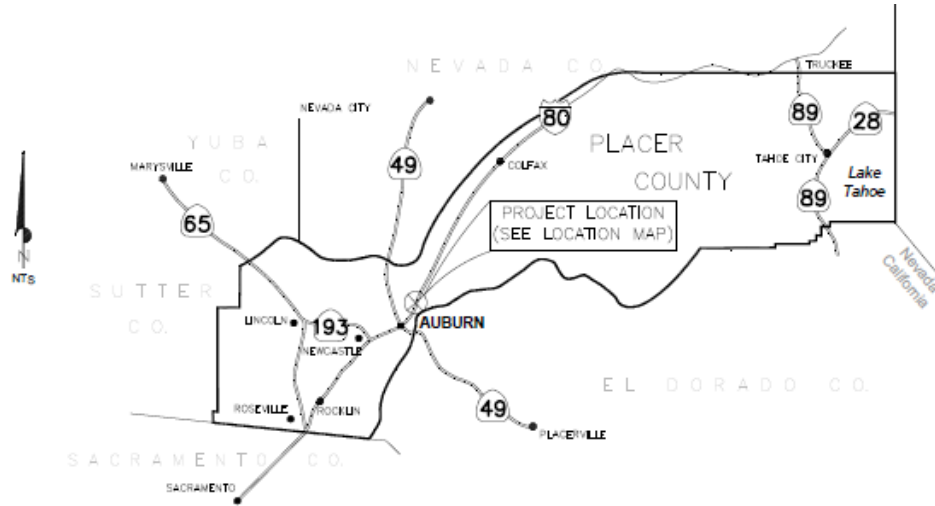 NEVADA CO.
TRUCKEE
NEVADA CITY
80
89
28
49
YUBA
CO.
PLACER
COUNTY
MARYSVILLE
COLFAX
TAHOE CITY
Lake
Tahoe
89
65
PROJECT LOCATION
(SEE LOCATION MAP)
N
NTS
Nevada
California
SUTTER
CO.
LINCOLN
193
AUBURN
NEWCASTLE
EL DORADO CO.
ROSEVILLE
ROCKLIN
49
PLACERVILLE
SACRAMENTO CO.
SACRAMENTO